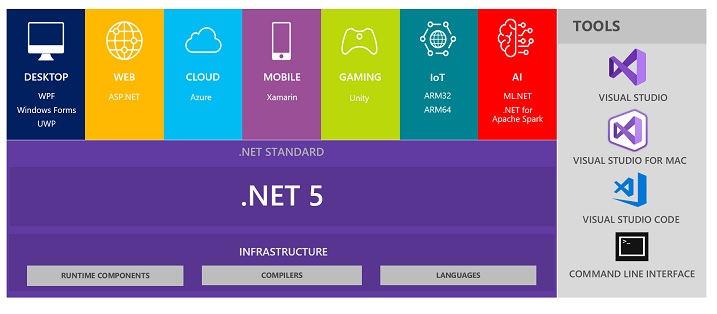 DESKTOP
WPF
Windows Forms
UWP
WEB
ASP.NET
CLOUD
Azure
MOBILE
Xamarin
GAMING
Unity
IoT
ARM32
ARM64
AI
ML.NET
.NET for
Apache Spark
.NET STANDARD
.NET 5
INFRASTRUCTURE
RUNTIME COMPONENTS
COMPILERS
LANGUAGES
TOOLS
VISUAL STUDIO
VISUAL STUDIO FOR MAC
VISUAL STUDIO CODE
>_
COMMAND LINE INTERFACE